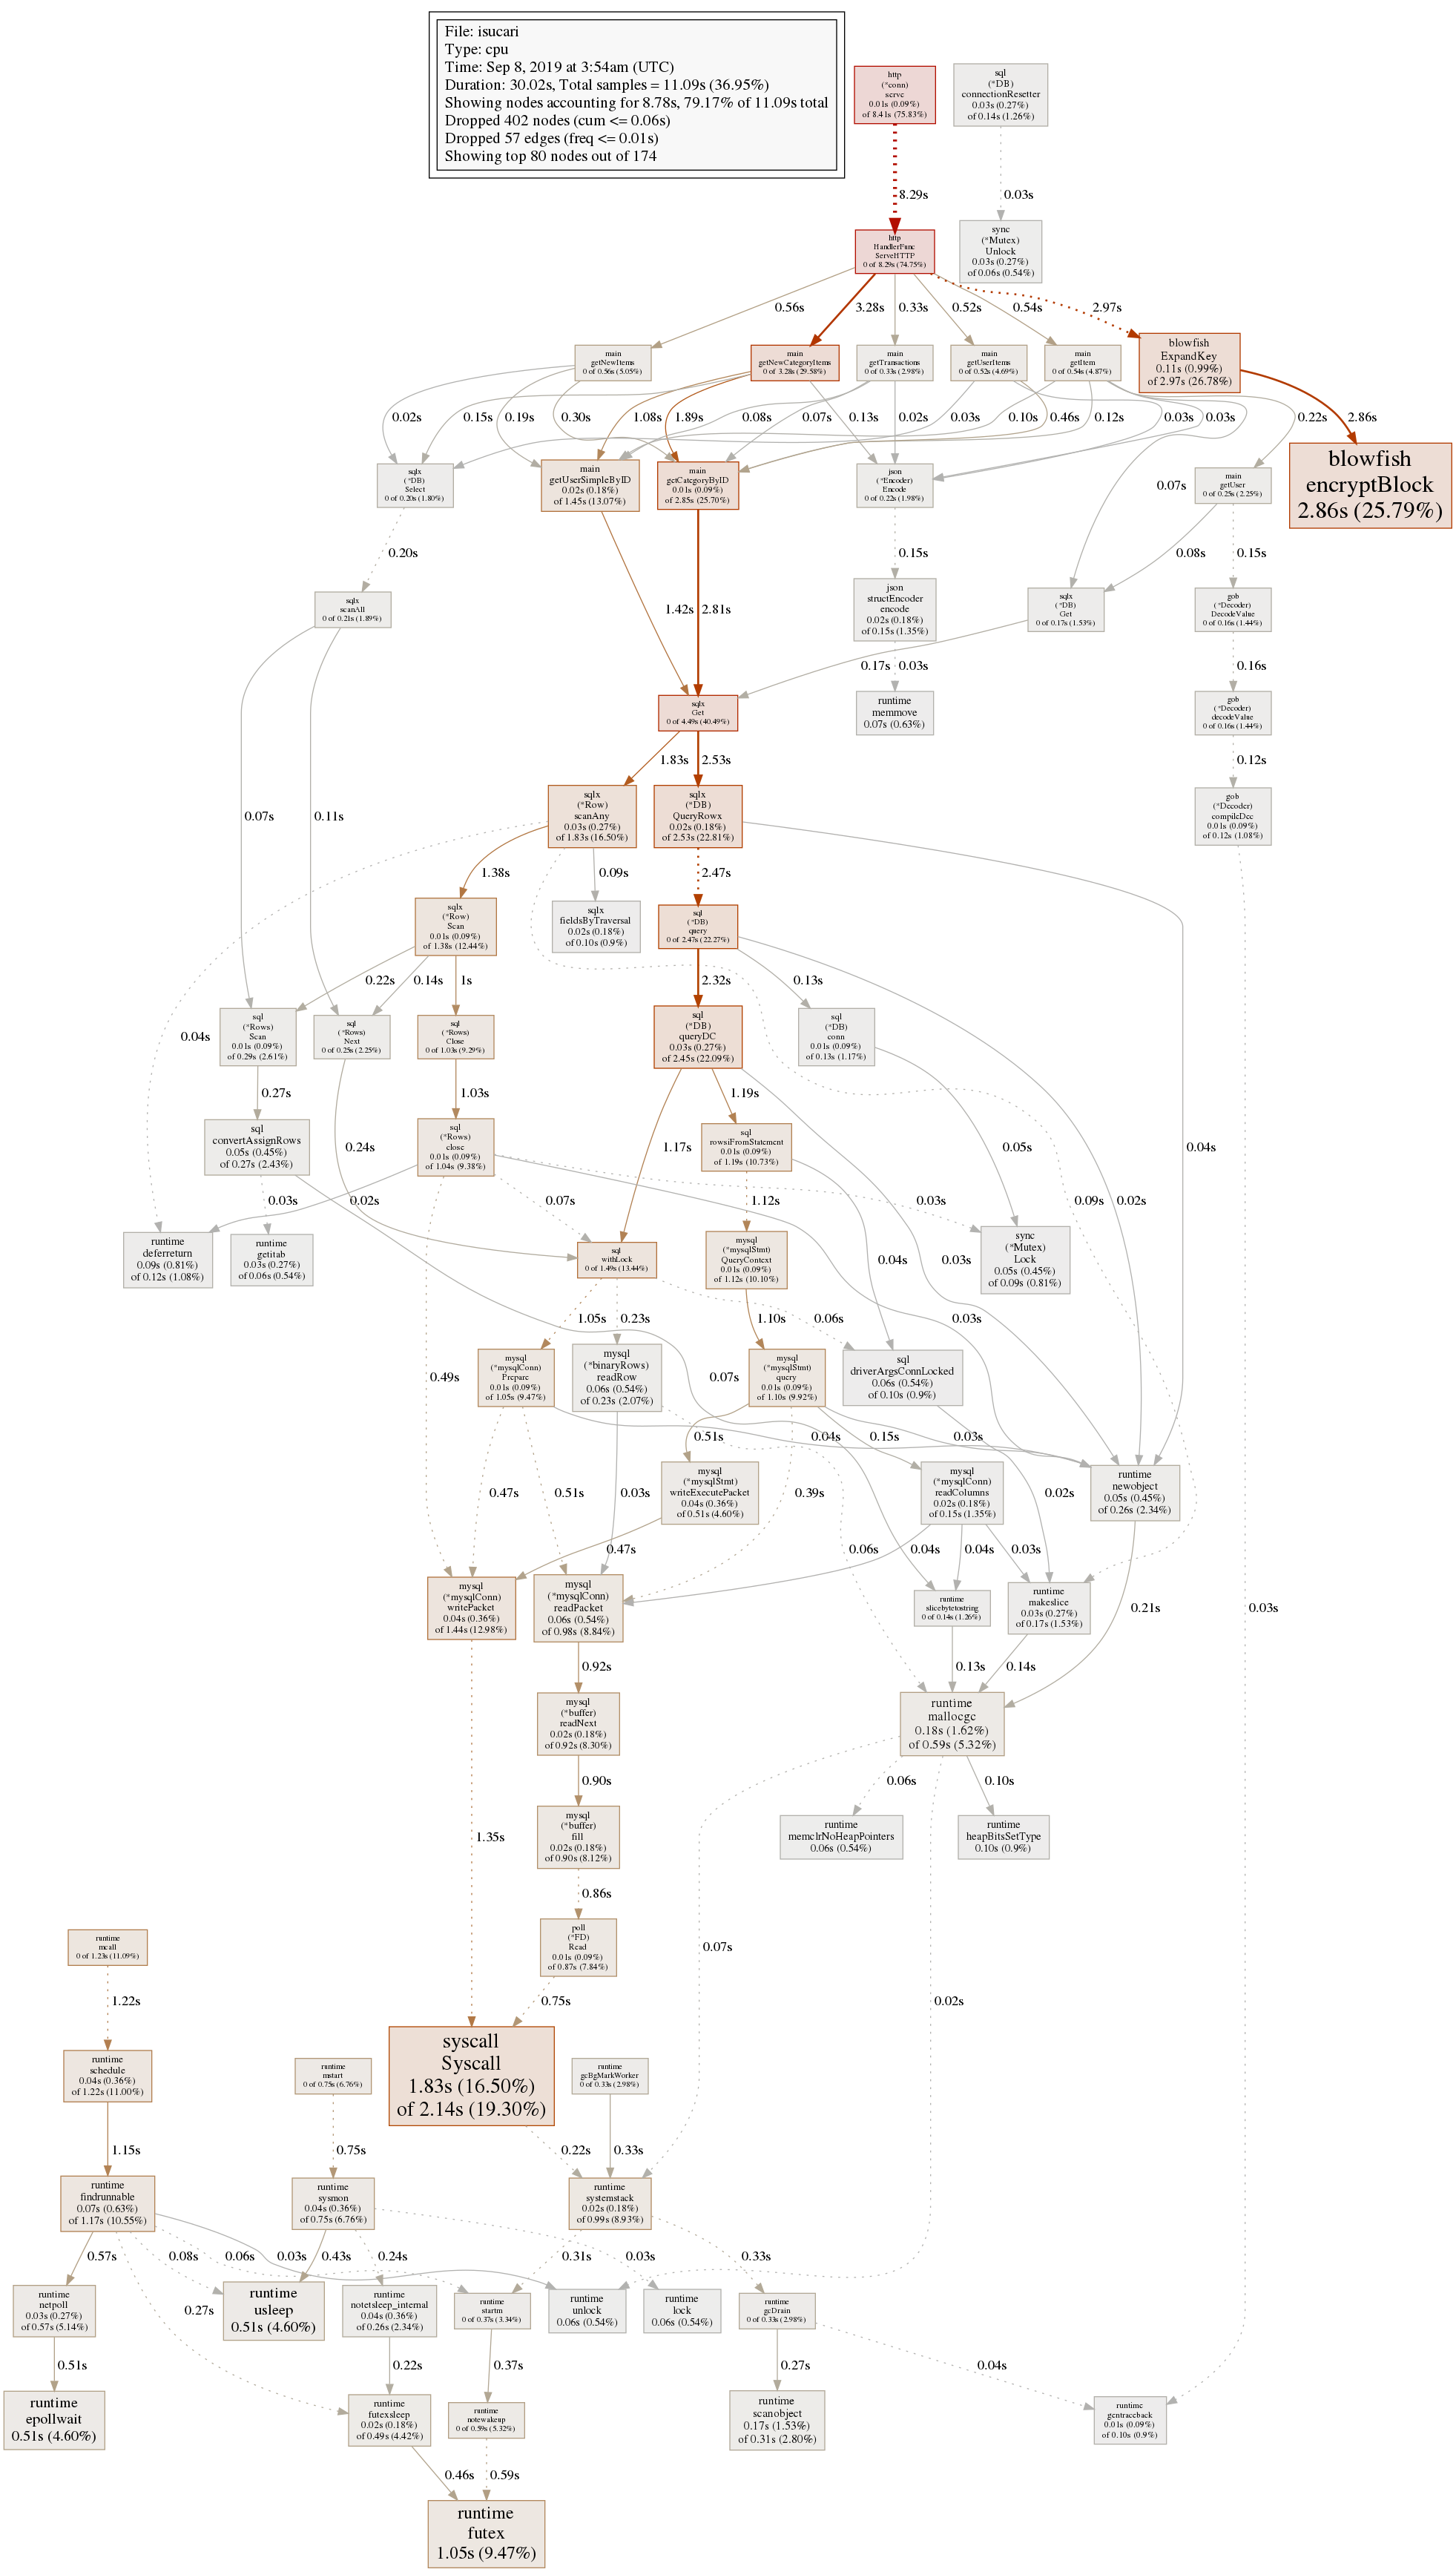 File: isucari
Type: cpu
Time: Sep 8, 2019 at 3:54am (UTC)
Duration: 30.02s, Total samples = 11.09s (36.95%)
Showing nodes accounting for 8.78s, 79.17% of 11.09s total
Dropped 402 nodes (cum <= 0.06s)
Dropped 57 edges (freq <= 0.01s)
Showing top 80 nodes out of 174
http
(*conn)
serve
0.01s (0.09%)
of 8.41s (75.83%)
sql
(*DB)
connectionResetter
0.03s (0.27%)
of 0.14s (1.26%)
8.29s
0.03s
http
HandlerFunc
ServeHTTP
0 of 8.29s (74.75%)
sync
(*Mutex)
Unlock
0.03s (0.27%)
of 0.06s (0.54%)
0.56s
3.28s
0.33s
0.52s
0.54s
2.97s
main
getNewItems
0 of 0.56s (5.05%)
main
getNewCategoryItems
0 of 3.28s (29.58%)
main
getTransactions
0 of 0.33s (2.98%)
main
getUserItems
0 of 0.52s (4.69%)
main
getItem
0 of 0.54s (4.87%)
blowfish
ExpandKey
0.11s (0.99%)
of 2.97s (26.78%)
0.02s
0.15s
0.19s
0.30s
1.08s
1.89s
0.08s
0.07s
0.13s
0.02s
0.03s
0.10s
0.46s
0.12s
0.03s
0.03s
0.22s
2.86s
sqlx
(*DB)
Select
0 of 0.20s (1.80%)
main
getUserSimpleByID
0.02s (0.18%)
of 1.45s (13.07%)
main
getCategoryByID
0.01s (0.09%)
of 2.85s (25.70%)
json
(*Encoder)
Encode
0 of 0.22s (1.98%)
main
getUser
0 of 0.25s (2.25%)
blowfish
encryptBlock
2.86s (25.79%)
0.07s
0.20s
0.15s
0.08s
0.15s
sqlx
scanAll
0 of 0.21s (1.89%)
1.42s
2.81s
json
structEncoder
encode
0.02s (0.18%)
of 0.15s (1.35%)
sqlx
(*DB)
Get
0 of 0.17s (1.53%)
gob
(*Decoder)
DecodeValue
0 of 0.16s (1.44%)
0.17s
0.03s
0.16s
sqlx
Get
0 of 4.49s (40.49%)
runtime
memmove
0.07s (0.63%)
gob
(*Decoder)
decodeValue
0 of 0.16s (1.44%)
1.83s
2.53s
0.12s
0.07s
0.11s
sqlx
(*Row)
scanAny
0.03s (0.27%)
of 1.83s (16.50%)
sqlx
(*DB)
QueryRowx
0.02s (0.18%)
of 2.53s (22.81%)
gob
(*Decoder)
compileDec
0.01s (0.09%)
of 0.12s (1.08%)
1.38s
0.09s
2.47s
sqlx
(*Row)
Scan
0.01s (0.09%)
of 1.38s (12.44%)
sqlx
fieldsByTraversal
0.02s (0.18%)
of 0.10s (0.9%)
sql
(*DB)
query
0 of 2.47s (22.27%)
0.22s
0.14s
1s
2.32s
0.13s
0.04s
sql
(*Rows)
Scan
0.01s (0.09%)
of 0.29s (2.61%)
sql
(*Rows)
Next
0 of 0.25s (2.25%)
sql
(*Rows)
Close
0 of 1.03s (9.29%)
sql
(*DB)
queryDC
0.03s (0.27%)
of 2.45s (22.09%)
sql
(*DB)
conn
0.01s (0.09%)
of 0.13s (1.17%)
0.27s
1.03s
1.19s
sql
convertAssignRows
0.05s (0.45%)
of 0.27s (2.43%)
0.24s
sql
(*Rows)
close
0.01s (0.09%)
of 1.04s (9.38%)
1.17s
sql
rowsiFromStatement
0.01s (0.09%)
of 1.19s (10.73%)
0.05s
0.04s
0.03s
0.02s
0.07s
1.12s
0.03s
0.09s
0.02s
runtime
deferreturn
0.09s (0.81%)
of 0.12s (1.08%)
runtime
getitab
0.03s (0.27%)
of 0.06s (0.54%)
sql
withLock
0 of 1.49s (13.44%)
mysql
(*mysqlStmt)
QueryContext
0.01s (0.09%)
of 1.12s (10.10%)
0.04s
0.03s
sync
(*Mutex)
Lock
0.05s (0.45%)
of 0.09s (0.81%)
1.05s
0.23s
1.10s
0.06s
0.03s
0.49s
mysql
(*mysqlConn)
Prepare
0.01s (0.09%)
of 1.05s (9.47%)
mysql
(*binaryRows)
readRow
0.06s (0.54%)
of 0.23s (2.07%)
0.07s
mysql
(*mysqlStmt)
query
0.01s (0.09%)
of 1.10s (9.92%)
sql
driverArgsConnLocked
0.06s (0.54%)
of 0.10s (0.9%)
0.51s
0.04s
0.15s
0.03s
0.47s
0.51s
0.03s
mysql
(*mysqlStmt)
writeExecutePacket
0.04s (0.36%)
of 0.51s (4.60%)
0.39s
mysql
(*mysqlConn)
readColumns
0.02s (0.18%)
of 0.15s (1.35%)
0.02s
runtime
newobject
0.05s (0.45%)
of 0.26s (2.34%)
0.47s
0.06s
0.04s
0.04s
0.03s
mysql
(*mysqlConn)
writePacket
0.04s (0.36%)
of 1.44s (12.98%)
mysql
(*mysqlConn)
readPacket
0.06s (0.54%)
of 0.98s (8.84%)
runtime
slicebytetostring
0 of 0.14s (1.26%)
runtime
makeslice
0.03s (0.27%)
of 0.17s (1.53%)
0.21s
0.03s
0.92s
0.13s
0.14s
mysql
(*buffer)
readNext
0.02s (0.18%)
of 0.92s (8.30%)
runtime
mallocgc
0.18s (1.62%)
of 0.59s (5.32%)
0.90s
0.06s
0.10s
1.35s
mysql
(*buffer)
fill
0.02s (0.18%)
of 0.90s (8.12%)
runtime
memclrNoHeapPointers
0.06s (0.54%)
runtime
heapBitsSetType
0.10s (0.9%)
0.86s
runtime
mcall
0 of 1.23s (11.09%)
poll
(*FD)
Read
0.01s (0.09%)
of 0.87s (7.84%)
0.07s
1.22s
0.75s
0.02s
runtime
schedule
0.04s (0.36%)
of 1.22s (11.00%)
runtime
mstart
0 of 0.75s (6.76%)
syscall
Syscall
1.83s (16.50%)
of 2.14s (19.30%)
runtime
gcBgMarkWorker
0 of 0.33s (2.98%)
1.15s
0.75s
0.22s
0.33s
runtime
findrunnable
0.07s (0.63%)
of 1.17s (10.55%)
runtime
sysmon
0.04s (0.36%)
of 0.75s (6.76%)
runtime
systemstack
0.02s (0.18%)
of 0.99s (8.93%)
0.57s
0.08s
0.06s
0.03s
0.43s
0.24s
0.31s
0.03s
0.33s
runtime
netpoll
0.03s (0.27%)
of 0.57s (5.14%)
0.27s
runtime
usleep
0.51s (4.60%)
runtime
notetsleep_internal
0.04s (0.36%)
of 0.26s (2.34%)
runtime
startm
0 of 0.37s (3.34%)
runtime
unlock
0.06s (0.54%)
runtime
lock
0.06s (0.54%)
runtime
gcDrain
0 of 0.33s (2.98%)
0.51s
0.22s
0.37s
0.27s
0.04s
runtime
epollwait
0.51s (4.60%)
runtime
futexsleep
0.02s (0.18%)
of 0.49s (4.42%)
runtime
notewakeup
0 of 0.59s (5.32%)
runtime
scanobject
0.17s (1.53%)
of 0.31s (2.80%)
runtime
gentraceback
0.01s (0.09%)
of 0.10s (0.9%)
0.46s
0.59s
runtime
futex
1.05s (9.47%)